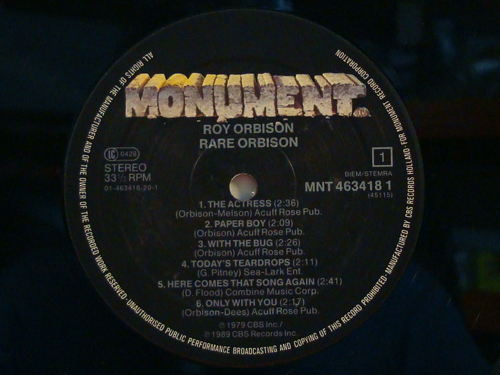 ALL RIGHTS OF THE MANUFACTURER AND OF THE OWNER OF THE RECORDED WORK RESERVED·UNAUTHORISED PUBLIC PERFORMANCE BROADCASTING AND COPYING OF THIS RECORD PROHIBITED·MANUFACTURED BY CBS RECORDS HOLLAND·FOR MONUMENT RECORD CORPORATION
MONUMENT
ROY ORBISON
RARE ORBISON
LC 0428
STEREO
33⅓ RPM
01-463418-20-1
1
BIEM/STEMRA
MNT 463418 1
(45115)
1. THE ACTRESS (2:36)
(Orbison-Melson) Acuff Rose Pub.
2. PAPER BOY (2:09)
(Orbison) Acuff Rose Pub.
3. WITH THE BUG (2:26)
(Orbison) Acuff Rose Pub.
4. TODAY'S TEARDROPS (2:11)
(G. Pitney) Sea-Lark Ent.
5. HERE COMES THAT SONG AGAIN (2:41)
(D. Flood) Combine Music Corp.
6. ONLY WITH YOU (2:17)
(Orbison-Dees) Acuff Rose Pub.
℗ 1979 CBS Inc./
℗ 1989 CBS Records Inc.